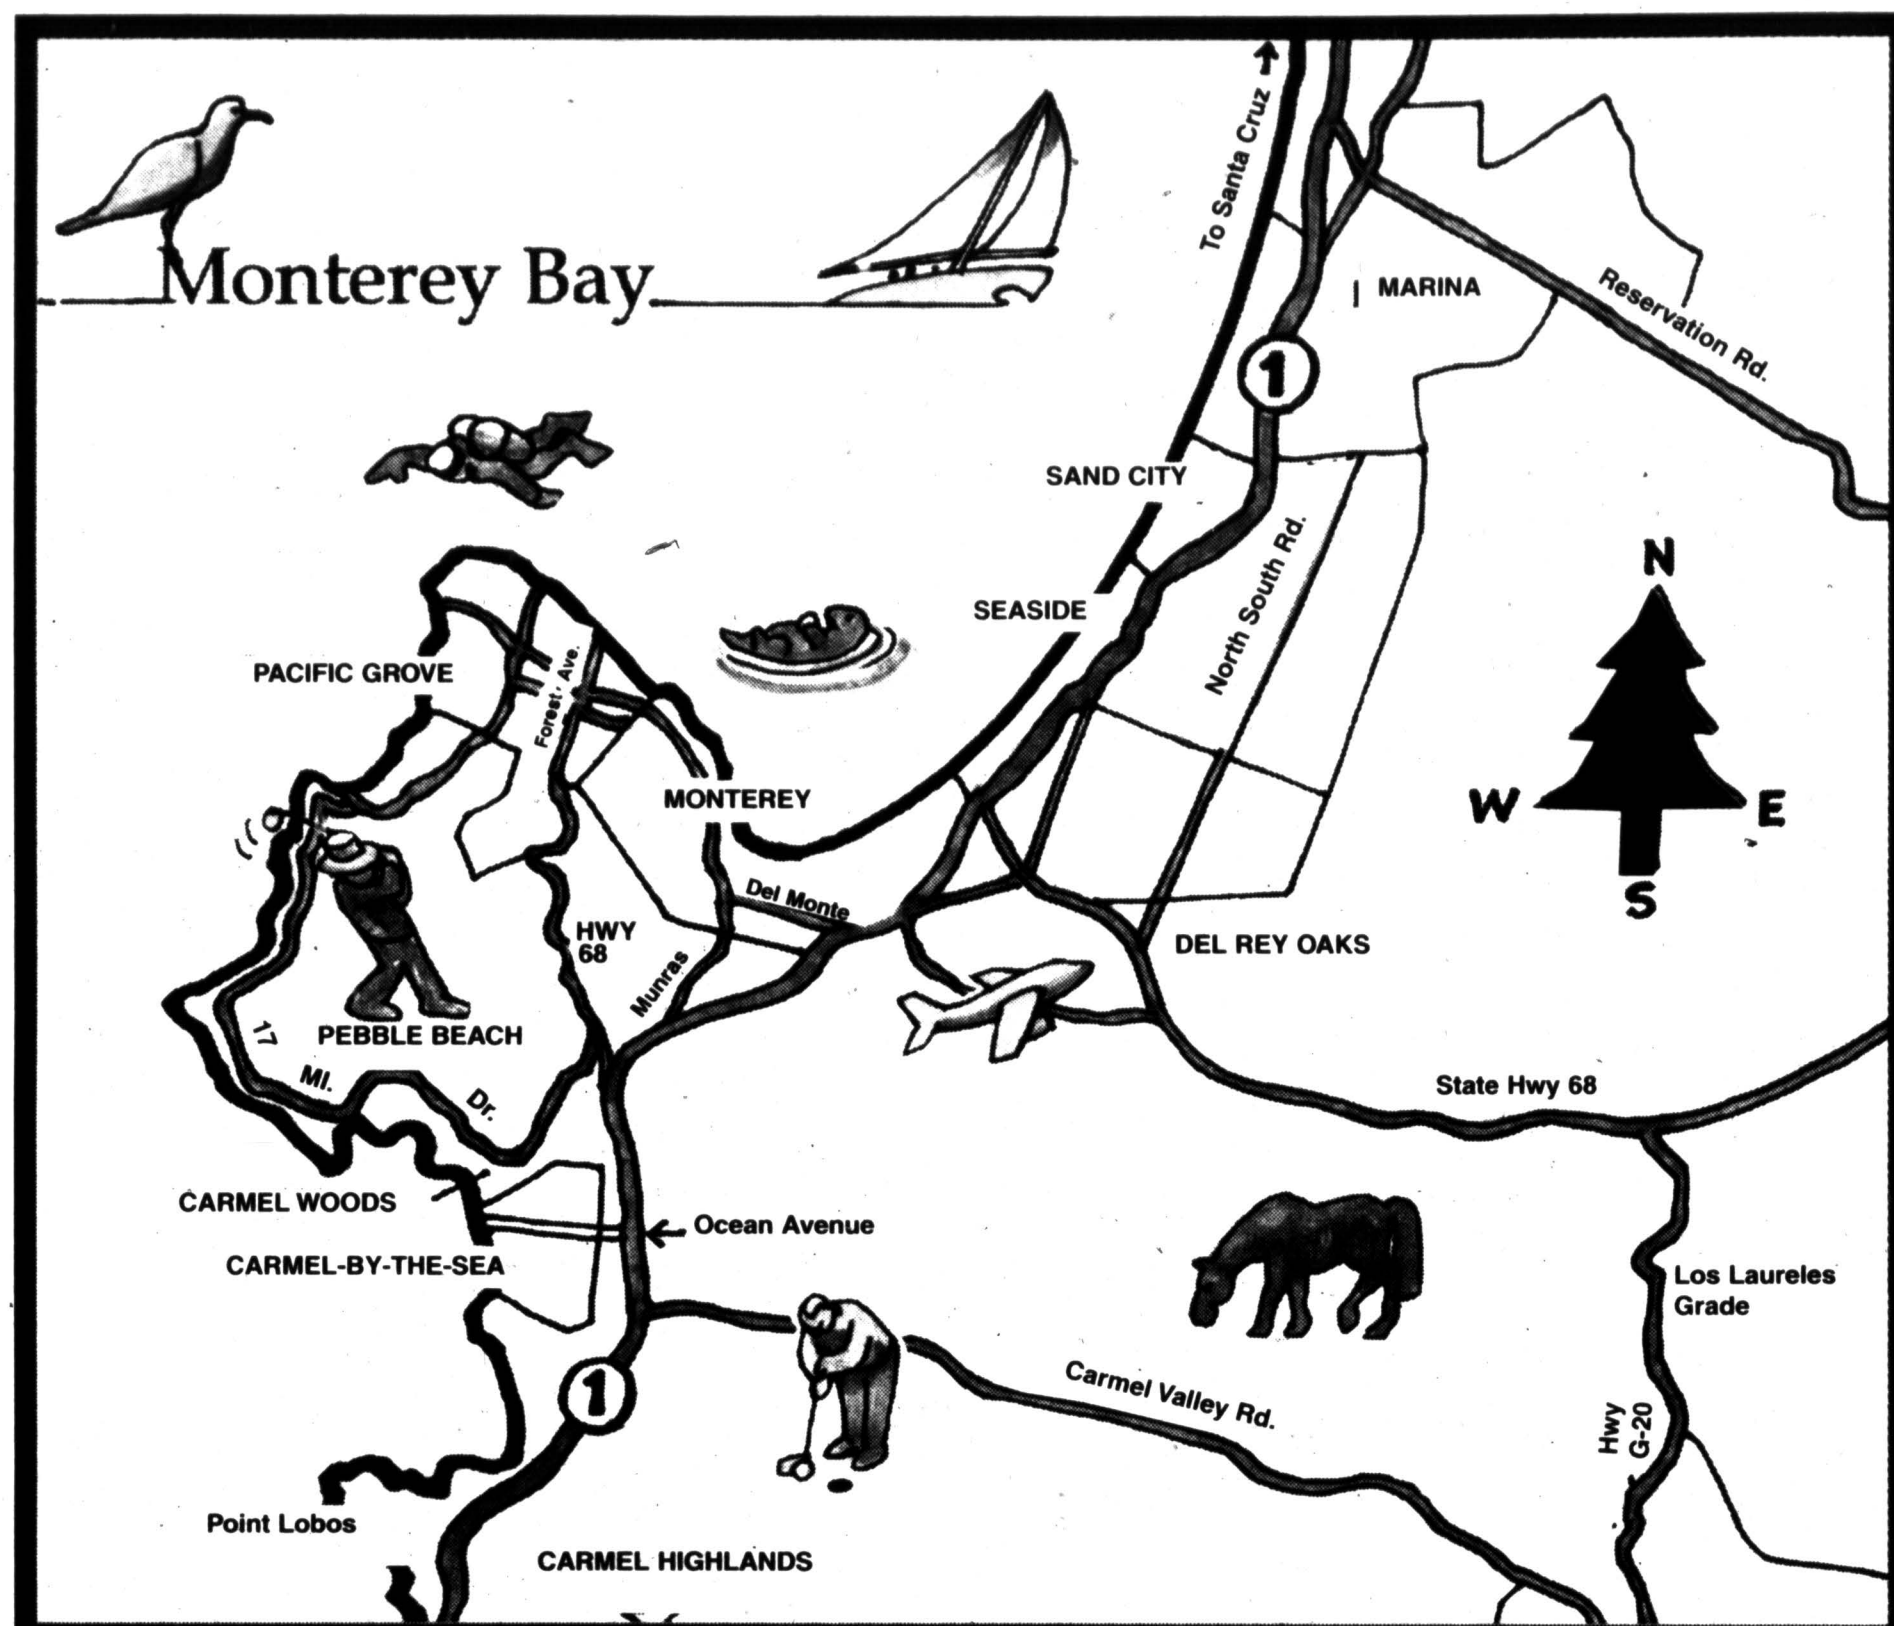 To Santa Cruz
Monterey Bay
MARINA
Reservation Rd.
1
SAND CITY
North South Rd.
N
SEASIDE
PACIFIC GROVE
Forest Ave.
MONTEREY
W
E
S
Del Monte
HWY
68
Munras
DEL REY OAKS
17
MI.
Dr.
PEBBLE BEACH
State Hwy 68
CARMEL WOODS
Ocean Avenue
CARMEL-BY-THE-SEA
Los Laureles
Grade
1
Carmel Valley Rd.
Hwy
G-20
Point Lobos
CARMEL HIGHLANDS